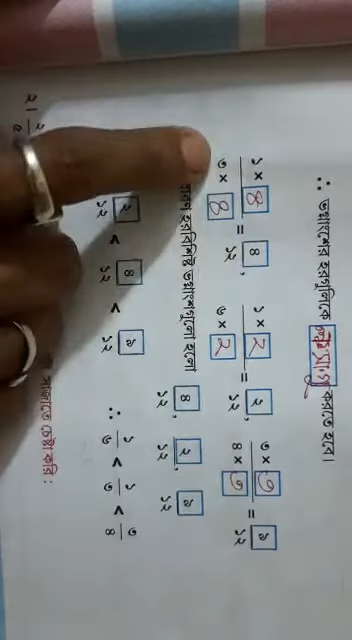 ∴ ভগ্নাংশের হরগুলিকে লঃসাঃগু করতে হবে।
১×৪/৩×৪ = ৪/১২, ১×২/৬×২ = ২/১২, ৩×৩/৪×৩ = ৯/১২
হরবিশিষ্ট ভগ্নাংশগুলো হলো ৪/১২, ২/১২, ৯/১২
২/১২ < ৪/১২ < ৯/১২ ∴ ১/৬ < ১/৩ < ৩/৪
২। সাজাতে চেষ্টা করি :